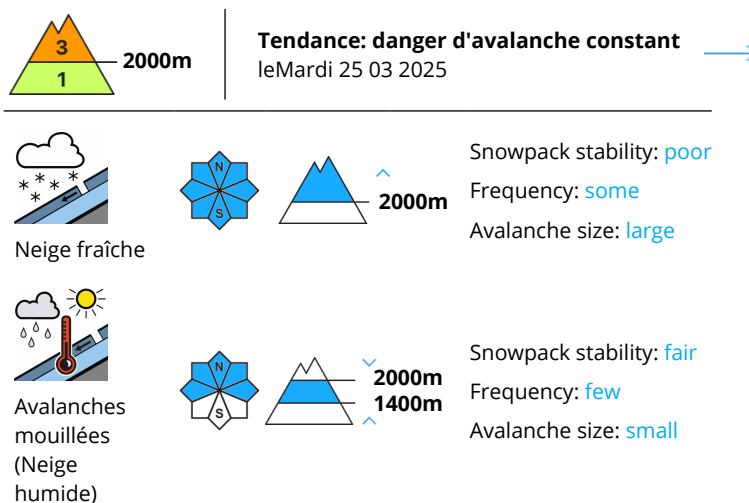 3
2000m
1
Tendance: danger d'avalanche constant
leMardi 25 03 2025
N
S
2000m
Snowpack stability: poor
Frequency: some
Avalanche size: large
Neige fraîche
N
S
2000m
1400m
Snowpack stability: fair
Frequency: few
Avalanche size: small
Avalanches
mouillées
(Neige
humide)